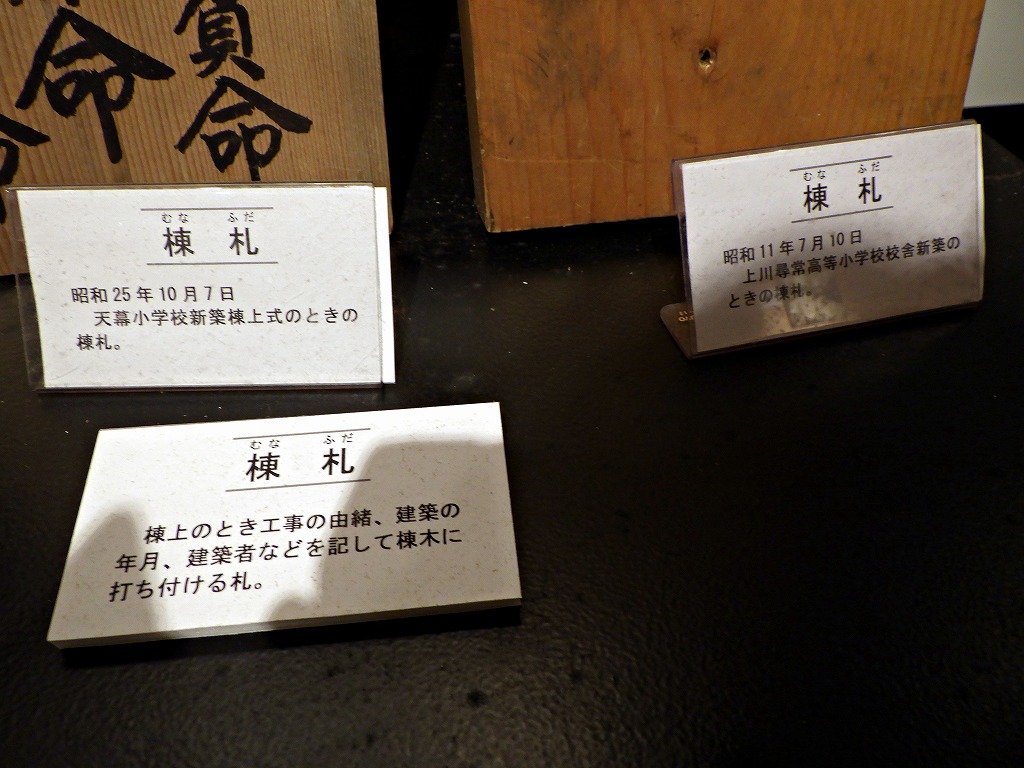 負命
命
むな ふだ
棟 札
昭和25年10月7日
天幕小学校新築棟上式のときの
棟札。
むな ふだ
棟 札
昭和11年7月10日
上川尋常高等小学校校舎新築の
ときの棟札。
むな ふだ
棟 札
棟上のとき工事の由緒、建築の
年月、建築者などを記して棟木に
打ち付ける札。